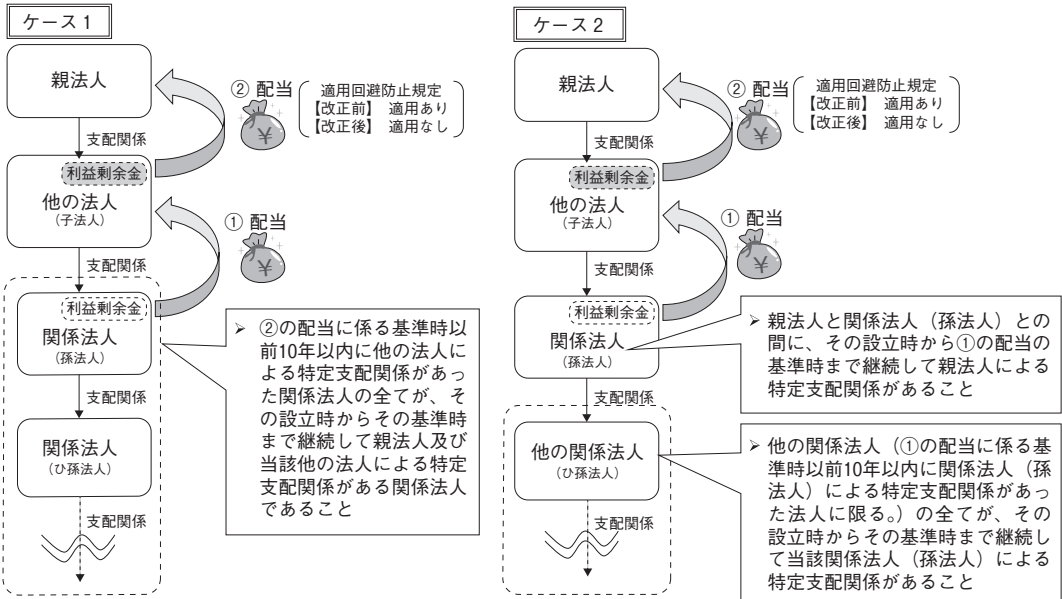 ケース1
親法人
② 配当
適用回避防止規定
【改正前】 適用あり
【改正後】 適用なし
¥
支配関係
利益剰余金
他の法人
(子法人)
① 配当
¥
支配関係
利益剰余金
関係法人
(孫法人)
支配関係
関係法人
(ひ孫法人)
支配関係
➢ ②の配当に係る基準時以
前10年以内に他の法人に
よる特定支配関係があっ
た関係法人の全てが、そ
の設立時からその基準時
まで継続して親法人及び
当該他の法人による特定
支配関係がある関係法人
であること
ケース2
親法人
② 配当
適用回避防止規定
【改正前】 適用あり
【改正後】 適用なし
¥
支配関係
利益剰余金
他の法人
(子法人)
① 配当
¥
支配関係
利益剰余金
関係法人
(孫法人)
支配関係
他の関係法人
(ひ孫法人)
支配関係
➢ 親法人と関係法人（孫法人）との
間に、その設立時から①の配当の
基準時まで継続して親法人による
特定支配関係があること
➢ 他の関係法人（①の配当に係る基
準時以前10年以内に関係法人（孫
法人）による特定支配関係があっ
た法人に限る。）の全てが、その
設立時からその基準時まで継続し
て当該関係法人（孫法人）による
特定支配関係があること